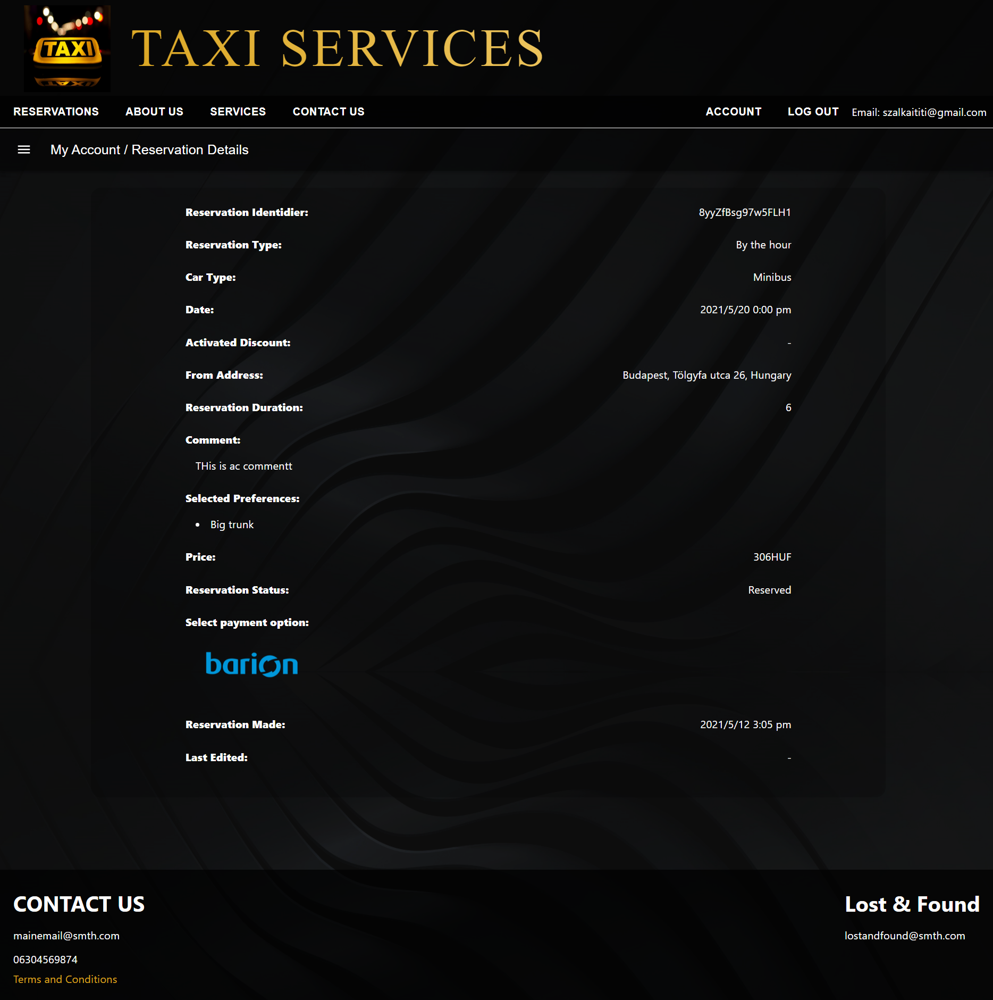 TAXI
TAXI SERVICES
RESERVATIONS ABOUT US SERVICES CONTACT US ACCOUNT LOG OUT Email: szalkaititi@gmail.com
My Account / Reservation Details
Reservation Identidier: 8yyZfBsg97w5FLH1
Reservation Type: By the hour
Car Type: Minibus
Date: 2021/5/20 0:00 pm
Activated Discount: -
From Address: Budapest, Tölgyfa utca 26, Hungary
Reservation Duration: 6
Comment:
THis is ac commentt
Selected Preferences:
• Big trunk
Price: 306HUF
Reservation Status: Reserved
Select payment option:
barion
Reservation Made: 2021/5/12 3:05 pm
Last Edited: -
CONTACT US
mainemail@smth.com
06304569874
Terms and Conditions
Lost & Found
lostandfound@smth.com